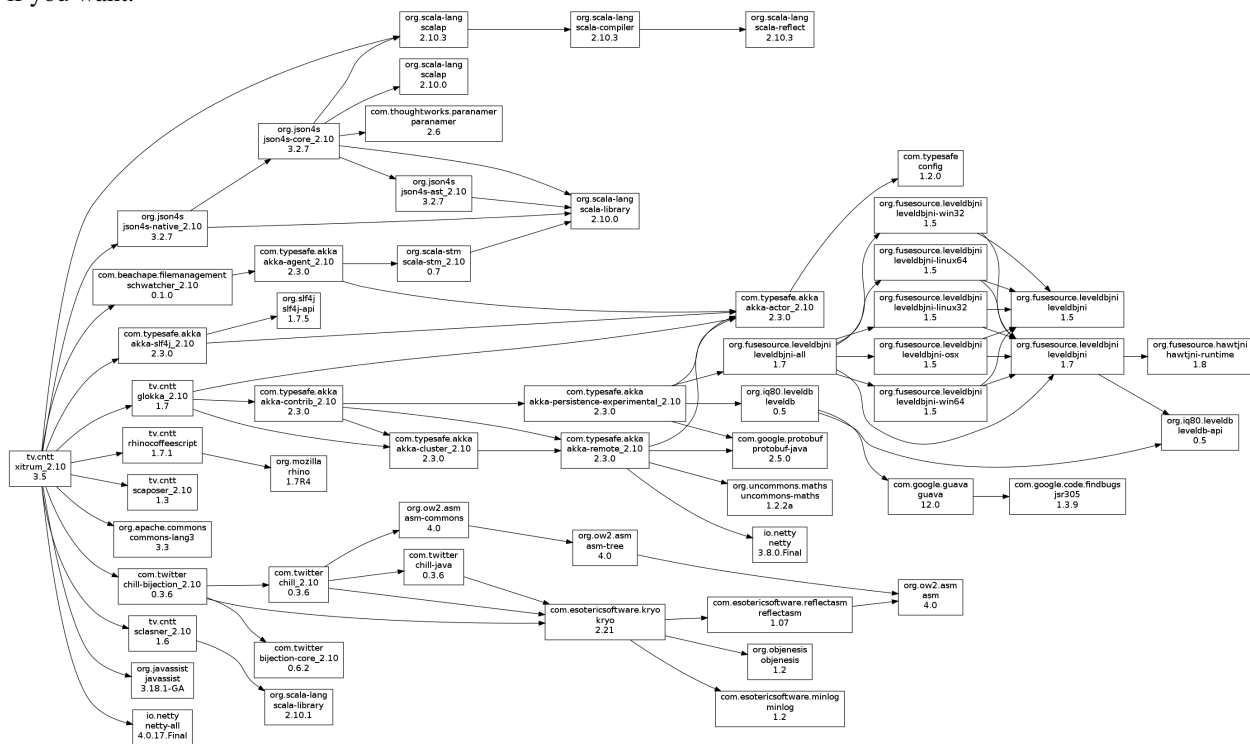 if you want.
org.scala-lang
scalap
2.10.3
org.scala-lang
scala-compiler
2.10.3
org.scala-lang
scala-reflect
2.10.3
org.scala-lang
scalap
2.10.0
com.thoughtworks.paranamer
paranamer
2.6
org.json4s
json4s-core_2.10
3.2.7
com.typesafe
config
1.2.0
org.json4s
json4s-ast_2.10
3.2.7
org.scala-lang
scala-library
2.10.0
org.fusesource.leveldbjni
leveldbjni-win32
1.5
org.json4s
json4s-native_2.10
3.2.7
com.typesafe.akka
akka-agent_2.10
2.3.0
org.scala-stm
scala-stm_2.10
0.7
org.fusesource.leveldbjni
leveldbjni-linux64
1.5
com.beachape.filemanagement
schwatcher_2.10
0.1.0
org.slf4j
slf4j-api
1.7.5
com.typesafe.akka
akka-actor_2.10
2.3.0
org.fusesource.leveldbjni
leveldbjni-linux32
1.5
org.fusesource.leveldbjni
leveldbjni
1.5
com.typesafe.akka
akka-slf4j_2.10
2.3.0
org.fusesource.leveldbjni
leveldbjni-all
1.7
org.fusesource.leveldbjni
leveldbjni-osx
1.5
org.fusesource.leveldbjni
leveldbjni
1.7
org.fusesource.hawtjni
hawtjni-runtime
1.8
tv.cntt
glokka_2.10
1.7
com.typesafe.akka
akka-contrib_2.10
2.3.0
com.typesafe.akka
akka-persistence-experimental_2.10
2.3.0
org.iq80.leveldb
leveldb
0.5
org.fusesource.leveldbjni
leveldbjni-win64
1.5
org.iq80.leveldb
leveldb-api
0.5
tv.cntt
rhinocoffeescript
1.7.1
com.typesafe.akka
akka-cluster_2.10
2.3.0
com.typesafe.akka
akka-remote_2.10
2.3.0
com.google.protobuf
protobuf-java
2.5.0
tv.cntt
xitrum_2.10
3.5
org.mozilla
rhino
1.7R4
tv.cntt
scaposer_2.10
1.3
org.uncommons.maths
uncommons-maths
1.2.2a
com.google.guava
guava
12.0
com.google.code.findbugs
jsr305
1.3.9
org.apache.commons
commons-lang3
3.3
org.ow2.asm
asm-commons
4.0
org.ow2.asm
asm-tree
4.0
io.netty
netty
3.8.0.Final
com.twitter
chill-bijection_2.10
0.3.6
com.twitter
chill_2.10
0.3.6
com.twitter
chill-java
0.3.6
org.ow2.asm
asm
4.0
com.esotericsoftware.kryo
kryo
2.21
com.esotericsoftware.reflectasm
reflectasm
1.07
tv.cntt
sclasner_2.10
1.6
com.twitter
bijection-core_2.10
0.6.2
org.objenesis
objenesis
1.2
org.javassist
javassist
3.18.1-GA
org.scala-lang
scala-library
2.10.1
com.esotericsoftware.minlog
minlog
1.2
io.netty
netty-all
4.0.17.Final